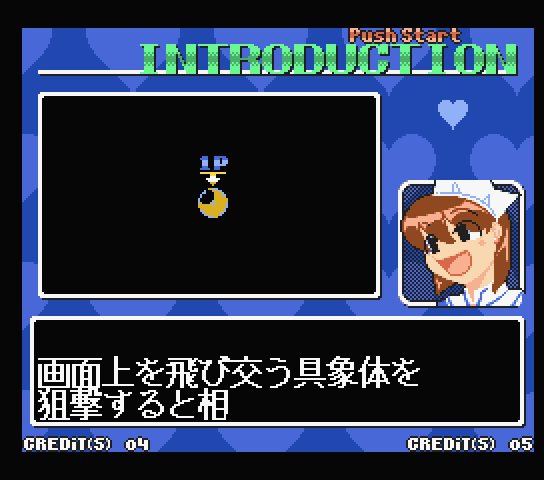 Push Start
INTRODUCTION
1P
画面上を飛び交う具象体を
狙撃すると相
CREDiT(S) 04
CREDiT(S) 05